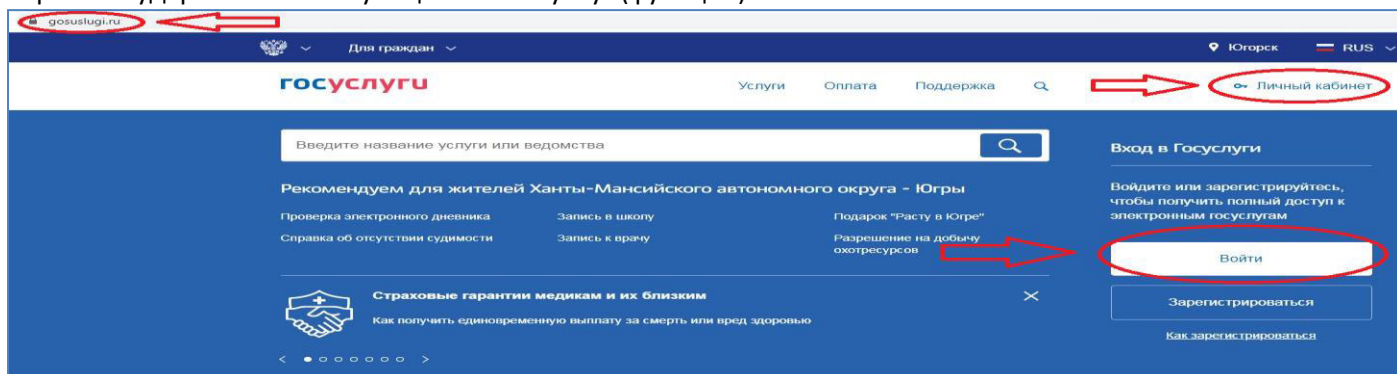 gosuslugi.ru
Для граждан
Югорск
RUS
госуслуги
Услуги
Оплата
Поддержка
Личный кабинет
Введите название услуги или ведомства
Рекомендуем для жителей Ханты-Мансийского автономного округа - Югры
Проверка электронного дневника
Запись в школу
Подарок "Расту в Югре"
Справка об отсутствии судимости
Запись к врачу
Разрешение на добычу
охотресурсов
Страховые гарантии медикам и их близким
Как получить единовременную выплату за смерть или вред здоровью
Вход в Госуслуги
Войдите или зарегистрируйтесь,
чтобы получить полный доступ к
электронным госуслугам
Войти
Зарегистрироваться
Как зарегистрироваться